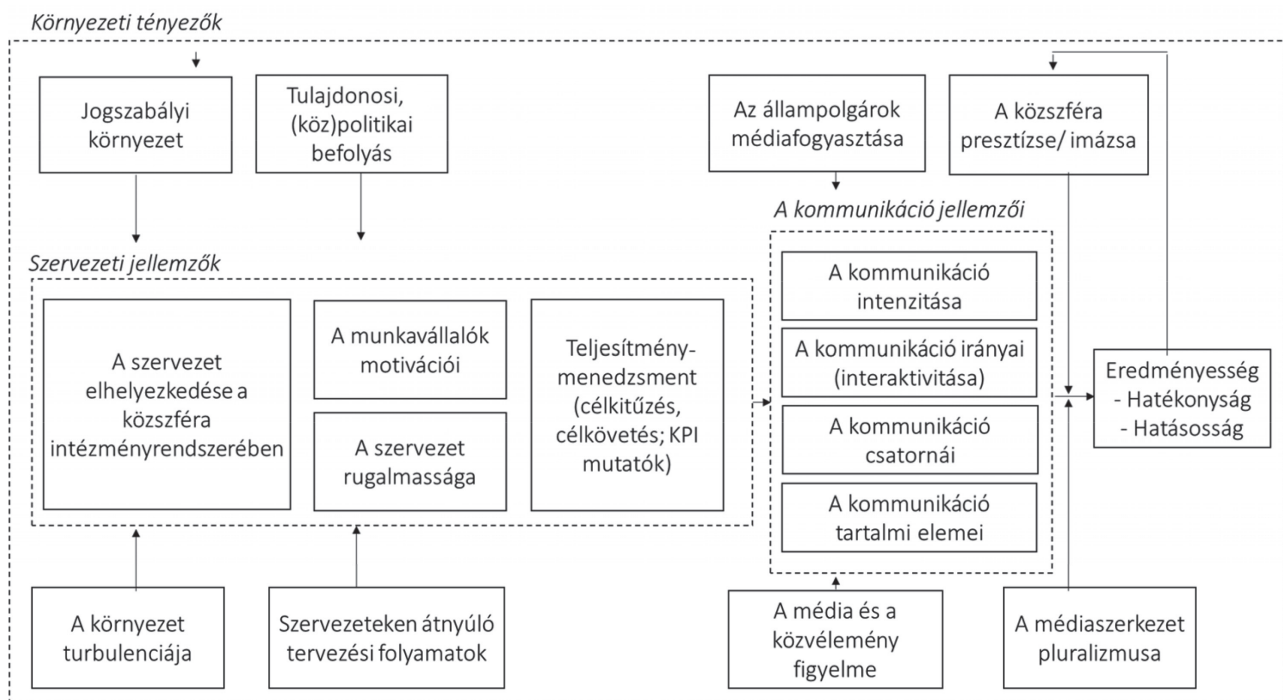 Környezeti tényezők
Jogszabályi
környezet
Tulajdonosi,
(köz)politikai
befolyás
Az állampolgárok
médiafogyasztása
A közszféra
presztízse/ imázsa
Szervezeti jellemzők
A szervezet
elhelyezkedése a
közszféra
intézményrendszerében
A munkavállalók
motivációi
A szervezet
rugalmassága
Teljesítmény-
menedzsment
(célkitűzés,
célkövetés; KPI
mutatók)
A kommunikáció jellemzői
A kommunikáció
intenzitása
A kommunikáció irányai
(interaktivitása)
A kommunikáció
csatornái
A kommunikáció
tartalmi elemei
Eredményesség
- Hatékonyság
- Hatásosság
A környezet
turbulenciája
Szervezeteken átnyúló
tervezési folyamatok
A média és a
közvélemény
figyelme
A médiaszerkezet
pluralizmusa